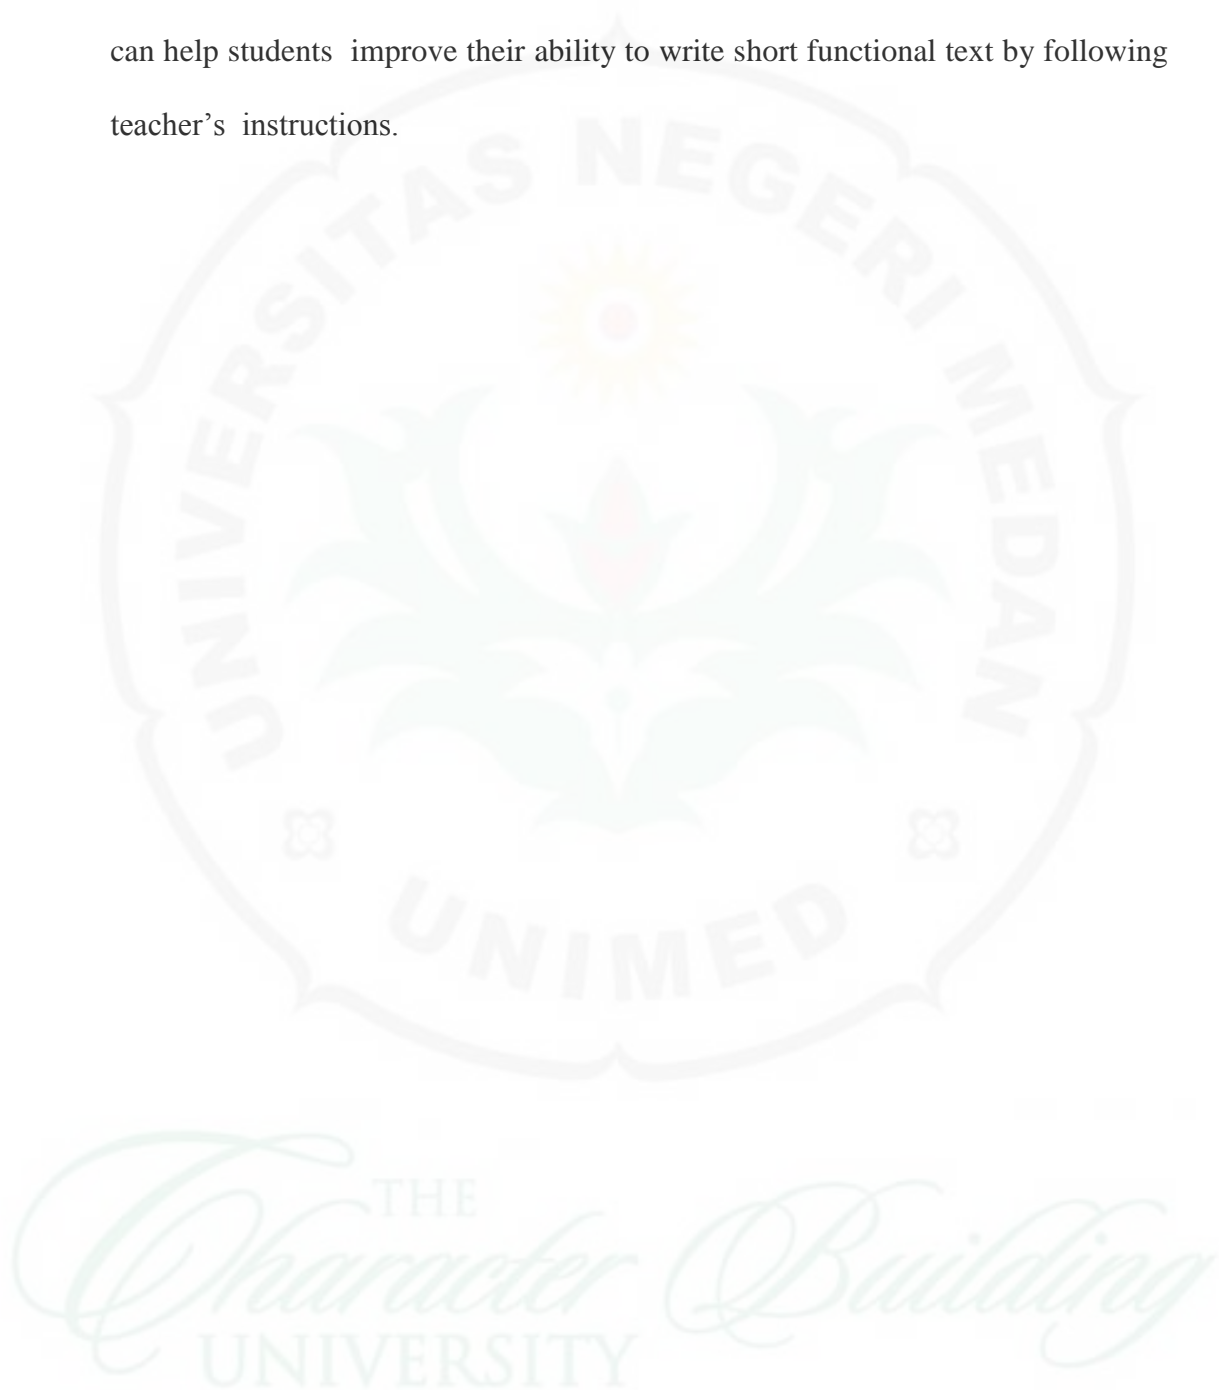 can help students improve their ability to write short functional text by following
teacher’s instructions.
UNIVERSITAS NEGERI MEDAN
UNIMED
THE
Character Building
UNIVERSITY